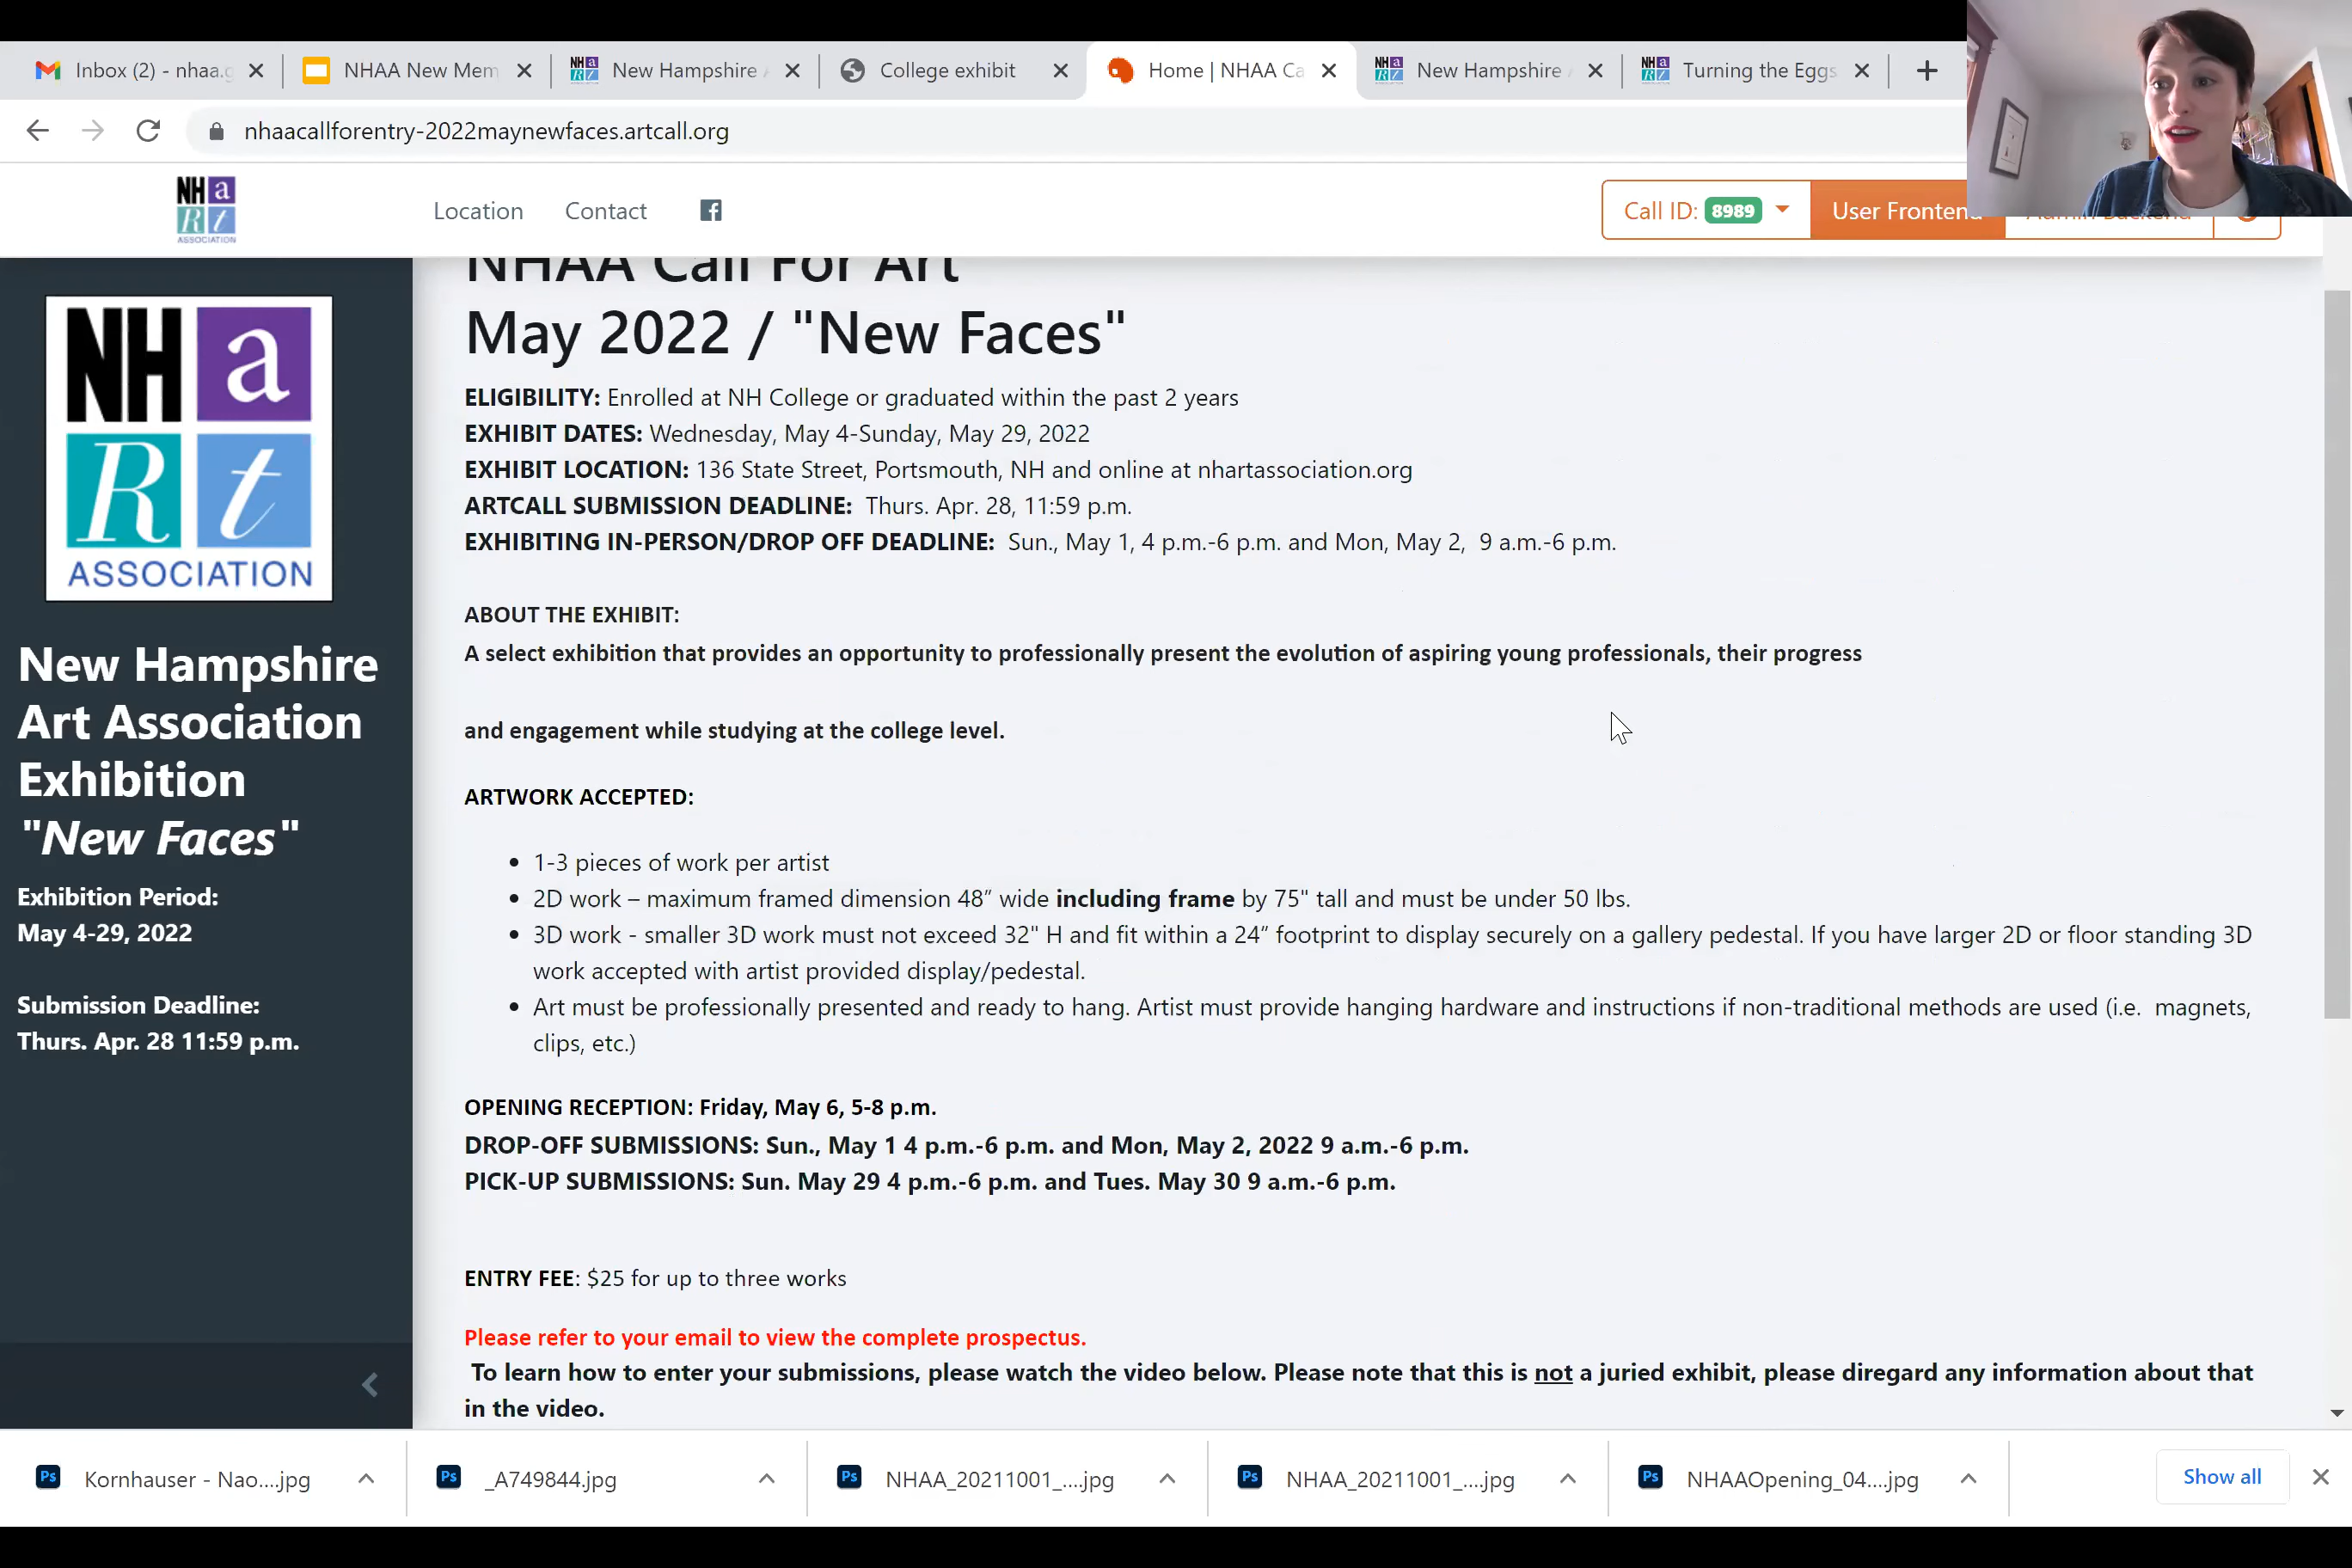 Inbox (2) - nhaa.g
NHAA New Mem
New Hampshire A
College exhibit
Home | NHAA Ca
New Hampshire A
Turning the Eggs
nhaacallforentry-2022maynewfaces.artcall.org
NH a Rt ASSOCIATION
Location
Contact
Call ID: 8989
User Frontend
Admin Backend
NHAA Call For Art
May 2022 / "New Faces"
ELIGIBILITY: Enrolled at NH College or graduated within the past 2 years
EXHIBIT DATES: Wednesday, May 4-Sunday, May 29, 2022
EXHIBIT LOCATION: 136 State Street, Portsmouth, NH and online at nhartassociation.org
ARTCALL SUBMISSION DEADLINE: Thurs. Apr. 28, 11:59 p.m.
EXHIBITING IN-PERSON/DROP OFF DEADLINE: Sun., May 1, 4 p.m.-6 p.m. and Mon, May 2, 9 a.m.-6 p.m.
ABOUT THE EXHIBIT:
A select exhibition that provides an opportunity to professionally present the evolution of aspiring young professionals, their progress
and engagement while studying at the college level.
ARTWORK ACCEPTED:
• 1-3 pieces of work per artist
• 2D work – maximum framed dimension 48” wide including frame by 75" tall and must be under 50 lbs.
• 3D work - smaller 3D work must not exceed 32" H and fit within a 24” footprint to display securely on a gallery pedestal. If you have larger 2D or floor standing 3D
work accepted with artist provided display/pedestal.
• Art must be professionally presented and ready to hang. Artist must provide hanging hardware and instructions if non-traditional methods are used (i.e. magnets,
clips, etc.)
OPENING RECEPTION: Friday, May 6, 5-8 p.m.
DROP-OFF SUBMISSIONS: Sun., May 1 4 p.m.-6 p.m. and Mon, May 2, 2022 9 a.m.-6 p.m.
PICK-UP SUBMISSIONS: Sun. May 29 4 p.m.-6 p.m. and Tues. May 30 9 a.m.-6 p.m.
ENTRY FEE: $25 for up to three works
Please refer to your email to view the complete prospectus.
To learn how to enter your submissions, please watch the video below. Please note that this is not a juried exhibit, please diregard any information about that
in the video.
NH a
Rt
ASSOCIATION
New Hampshire
Art Association
Exhibition
"New Faces"
Exhibition Period:
May 4-29, 2022
Submission Deadline:
Thurs. Apr. 28 11:59 p.m.
Kornhauser - Nao....jpg
_A749844.jpg
NHAA_20211001_....jpg
NHAA_20211001_....jpg
NHAAOpening_04....jpg
Show all